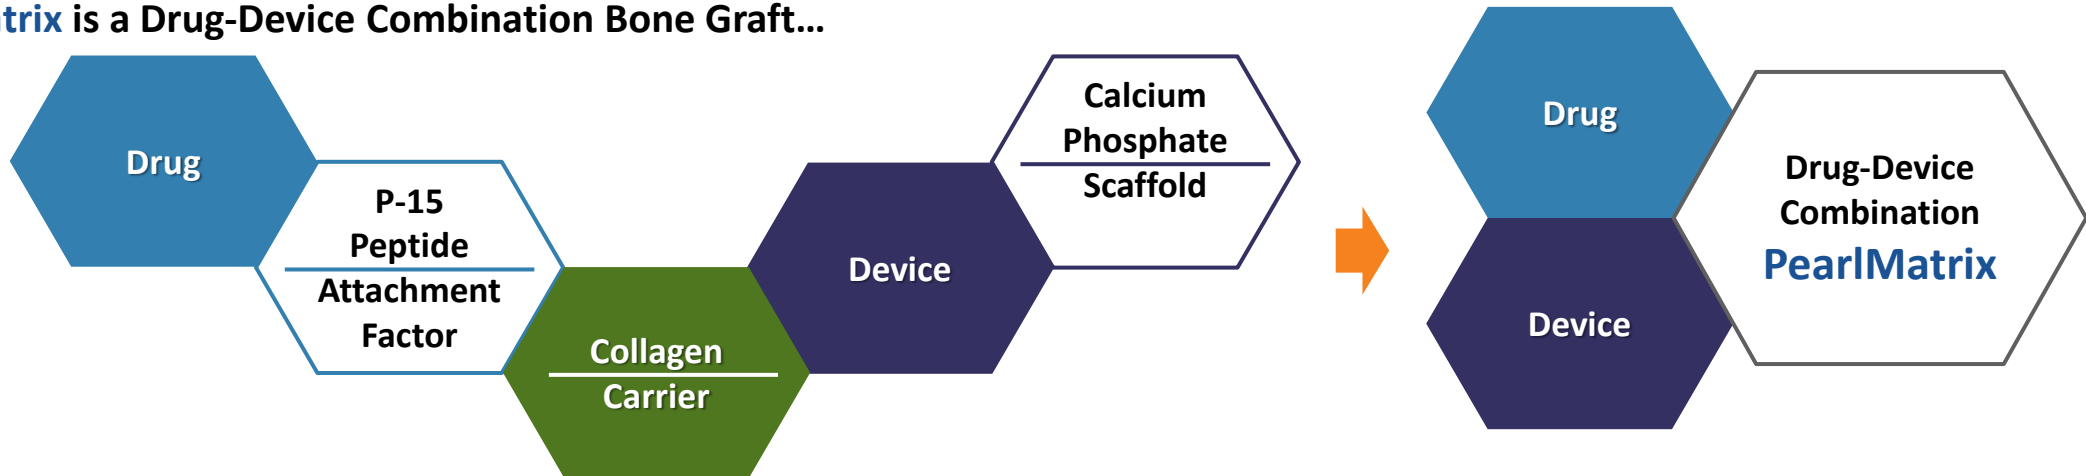 trix is a Drug-Device Combination Bone Graft...
Drug
P-15
Peptide
Attachment
Factor
Collagen
Carrier
Device
Calcium
Phosphate
Scaffold
Drug
Device
Drug-Device
Combination
PearlMatrix